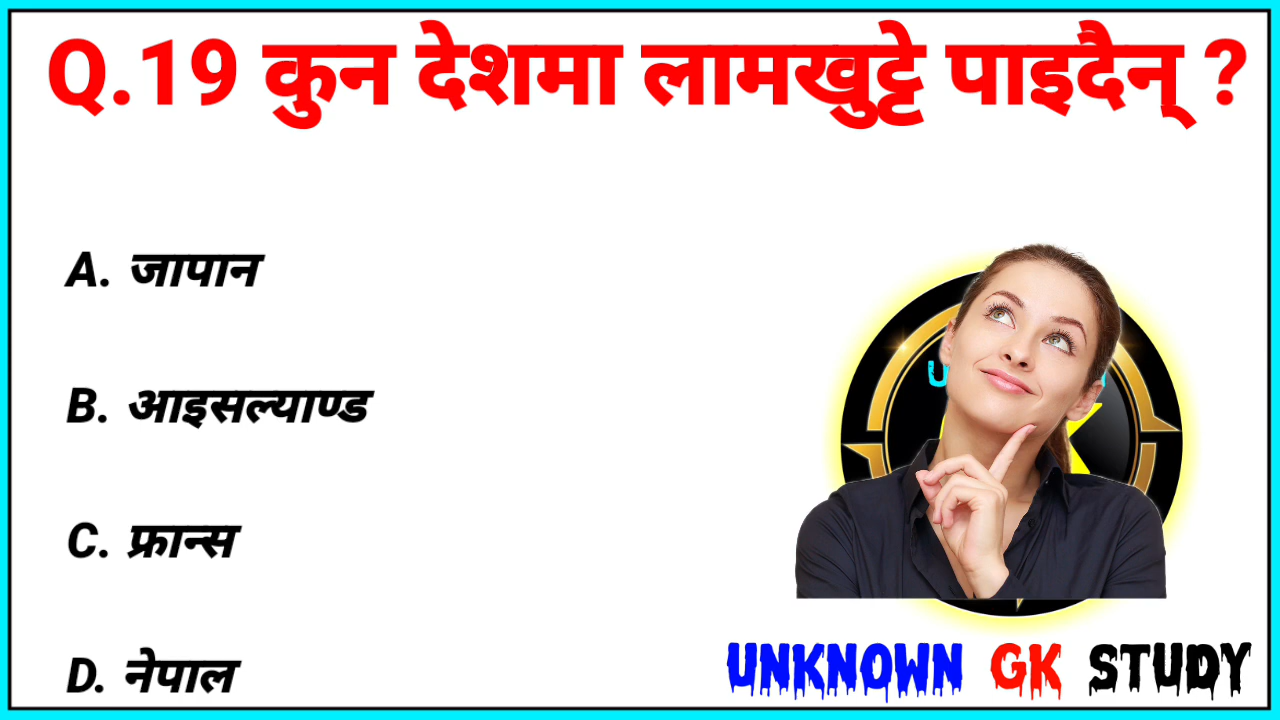 Q.19 कुन देशमा लामखुट्टे पाइदैन् ?
A. जापान
B. आइसल्याण्ड
C. फ्रान्स
D. नेपाल
UNKNOWN GK STUDY